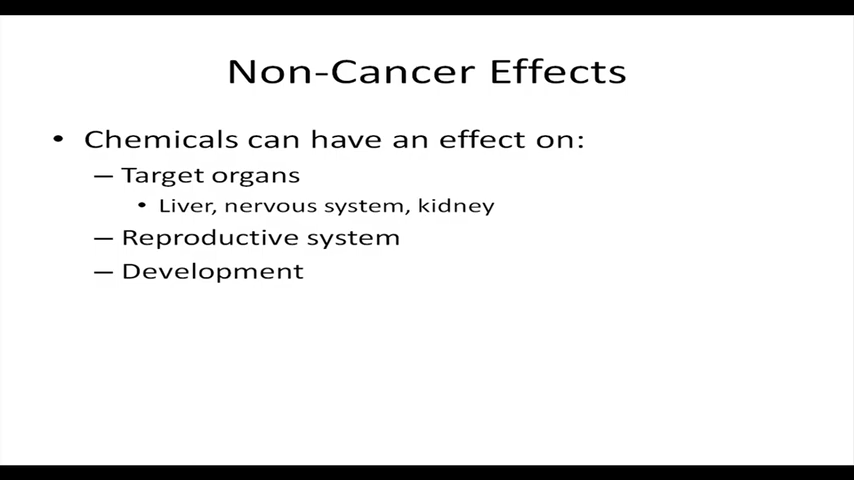 Non-Cancer Effects
• Chemicals can have an effect on:
– Target organs
• Liver, nervous system, kidney
– Reproductive system
– Development